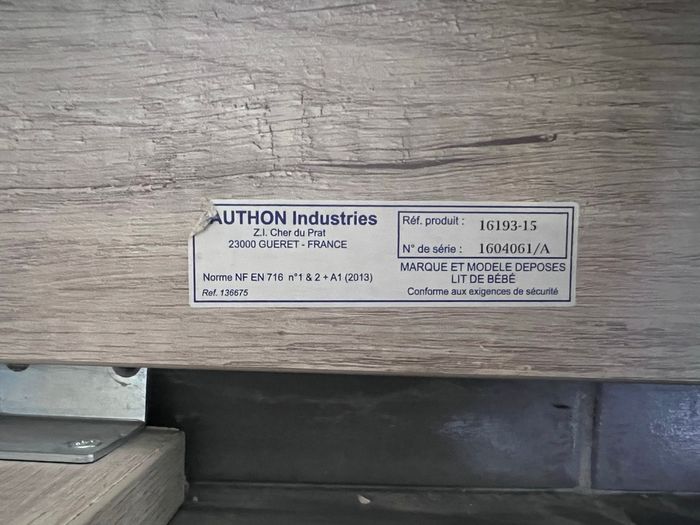 AUTHON Industries
Z.I. Cher du Prat
23000 GUERET - FRANCE
Norme NF EN 716 n°1 & 2 + A1 (2013)
Ref. 136675
Réf. produit : 16193-15
N° de série : 1604061/A
MARQUE ET MODELE DEPOSES
LIT DE BÉBÉ
Conforme aux exigences de sécurité